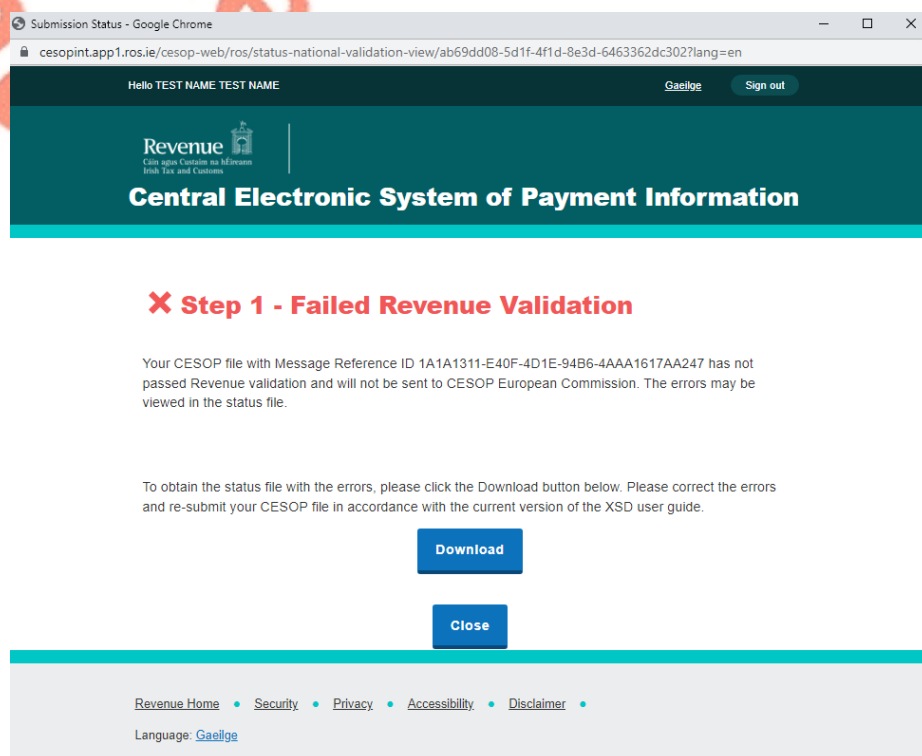 Submission Status - Google Chrome
cesopint.app1.ros.ie/cesop-web/ros/status-national-validation-view/ab69dd08-5d1f-4f1d-8e3d-6463362dc302?lang=en
Hello TEST NAME TEST NAME
Gaeilge
Sign out
Revenue
Cáin agus Custaim na hÉireann
Irish Tax and Customs
Central Electronic System of Payment Information
Step 1 - Failed Revenue Validation
Your CESOP file with Message Reference ID 1A1A1311-E40F-4D1E-94B6-4AAA1617AA247 has not
passed Revenue validation and will not be sent to CESOP European Commission. The errors may be
viewed in the status file.
To obtain the status file with the errors, please click the Download button below. Please correct the errors
and re-submit your CESOP file in accordance with the current version of the XSD user guide.
Download
Close
Revenue Home • Security • Privacy • Accessibility • Disclaimer •
Language: Gaeilge